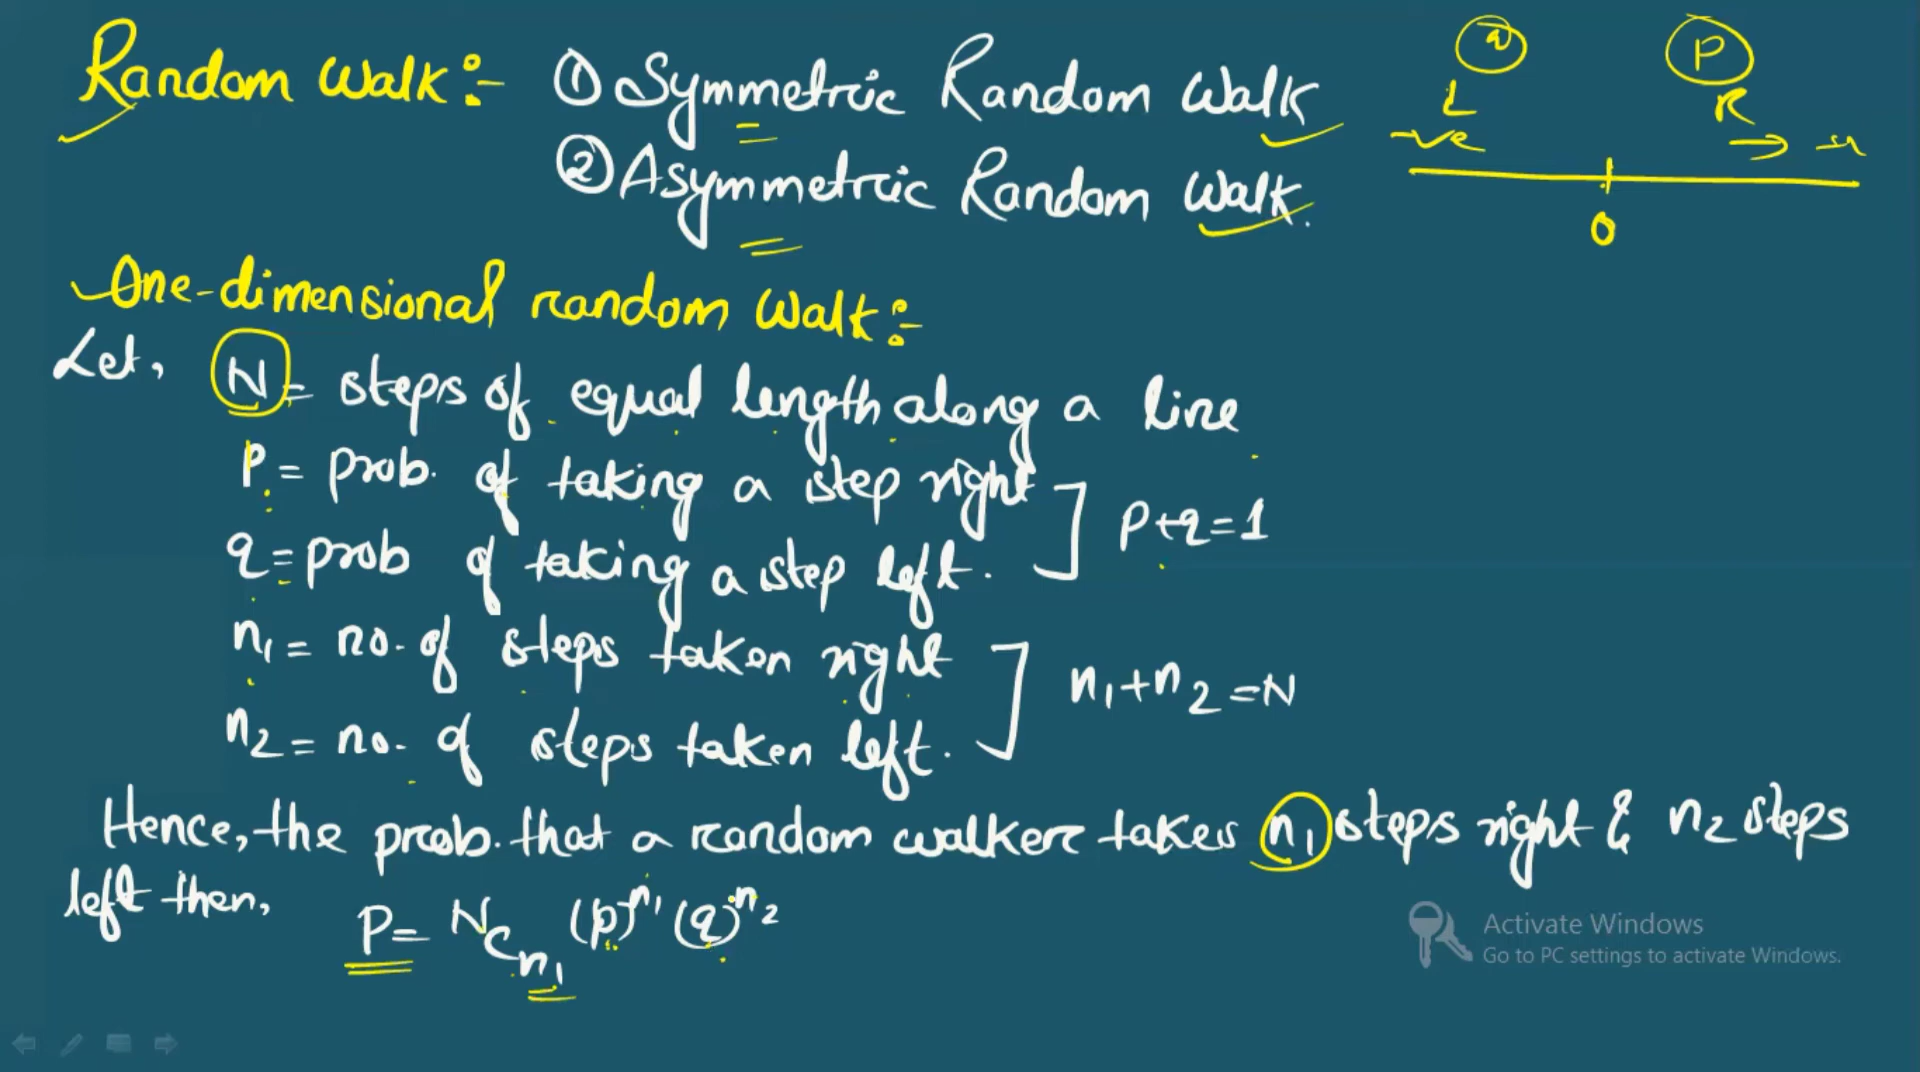 Random Walk :- ① Symmetric Random Walk
② Asymmetric Random Walk.
q P
L R
-ve → x
0
One-dimensional random Walk :-
Let, N = steps of equal length along a line
P = prob. of taking a step right
q = prob of taking a step left. ] P+q=1
n₁ = no. of steps taken right
n₂ = no. of steps taken left. ] n₁+n₂=N
Hence, the prob. that a random walker takes n₁ steps right & n₂ steps
left then,
P = ᴺC_n₁ (p)^n₁ (q)^n₂
Activate Windows
Go to PC settings to activate Windows.